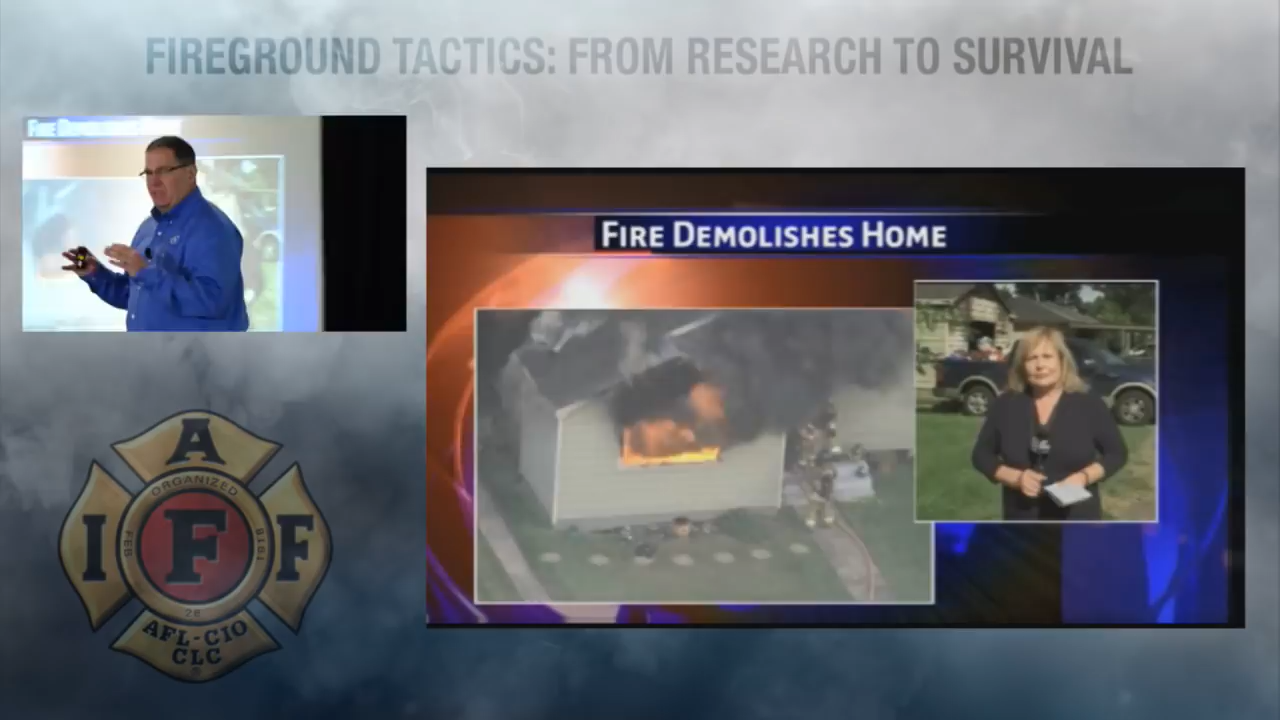 FIREGROUND TACTICS: FROM RESEARCH TO SURVIVAL
FIRE DEMOLISHES HOME
A
ORGANIZED
I
FEB
F
1918
F
28
AFL-CIO
CLC